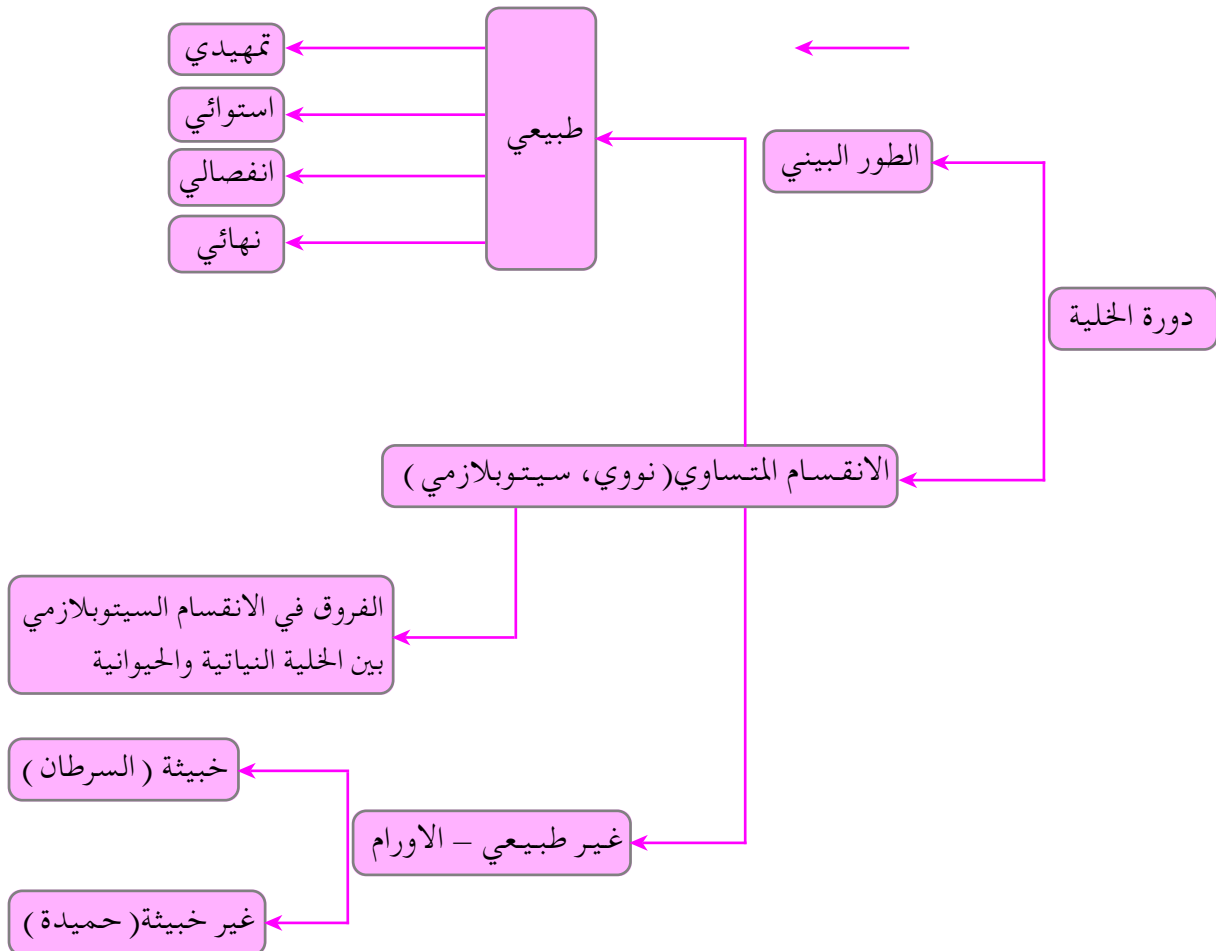 دورة الخلية
الطور البيني
الانقسام المتساوي (نووي، سيتوبلازمي)
طبيعي
تمهيدي
استوائي
انفصالي
نهائي
الفروق في الانقسام السيتوبلازمي
بين الخلية النياتية والحيوانية
غير طبيعي – الاورام
خبيثة (السرطان)
غير خبيثة (حميدة)